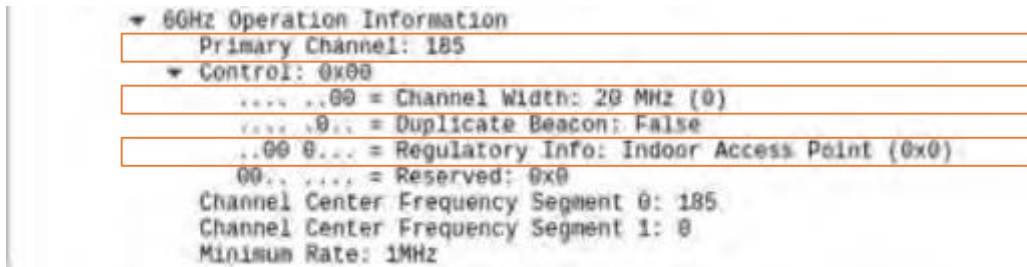 6GHz Operation Information
Primary Channel: 185
Control: 0x00
.... ..00 = Channel Width: 20 MHz (0)
.... .0.. = Duplicate Beacon: False
..00 0... = Regulatory Info: Indoor Access Point (0x0)
00.. .... = Reserved: 0x0
Channel Center Frequency Segment 0: 185
Channel Center Frequency Segment 1: 0
Minimum Rate: 1MHz